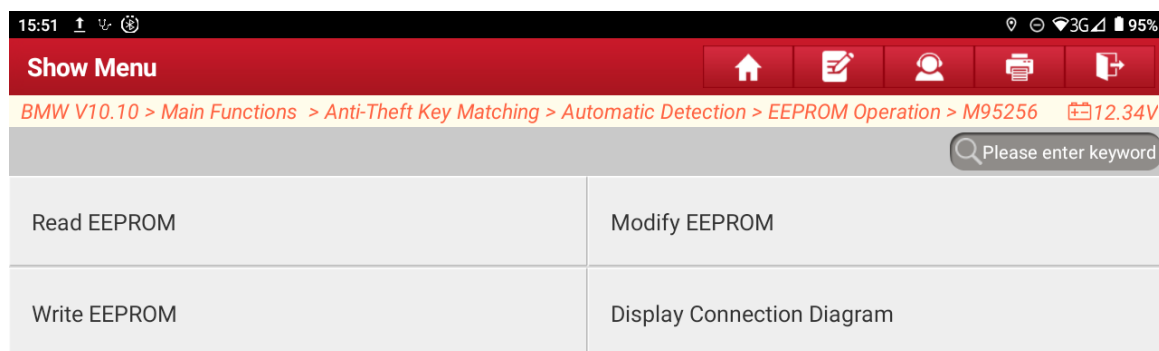 15:51 3G 95%
Show Menu
BMW V10.10 > Main Functions > Anti-Theft Key Matching > Automatic Detection > EEPROM Operation > M95256 12.34V
Please enter keyword
Read EEPROM Modify EEPROM
Write EEPROM Display Connection Diagram